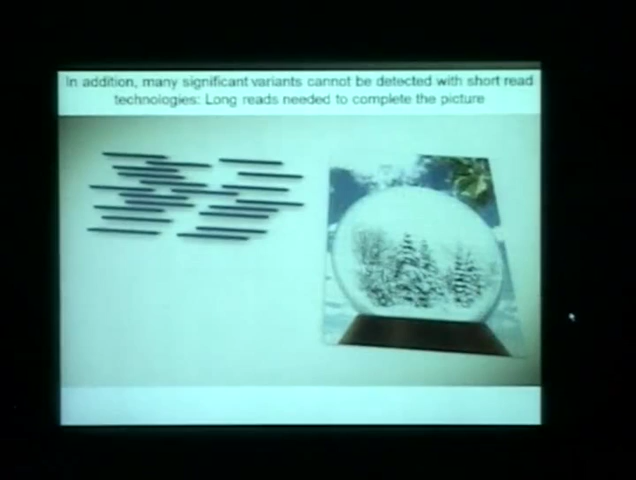 In addition, many significant variants cannot be detected with short read
technologies: Long reads needed to complete the picture